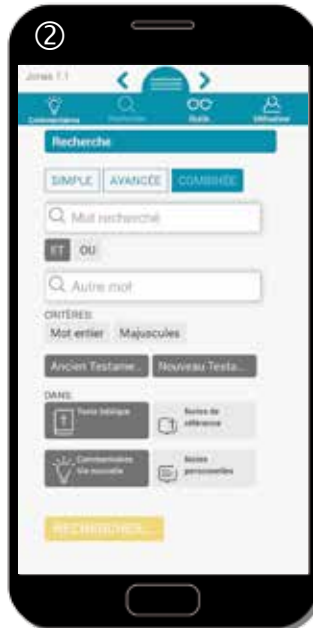 ②
Jonas 1.1
Commentaires Recherche Outils Utilisateur
Recherche
SIMPLE AVANCÉE COMBINÉE
Mot recherché
ET OU
Autre mot
CRITÈRES:
Mot entier Majuscules
Ancien Testame... Nouveau Testa...
DANS:
Texte biblique Notes de
référence
Commentaires Notes
Vie nouvelle personnelles
RECHERCHER...